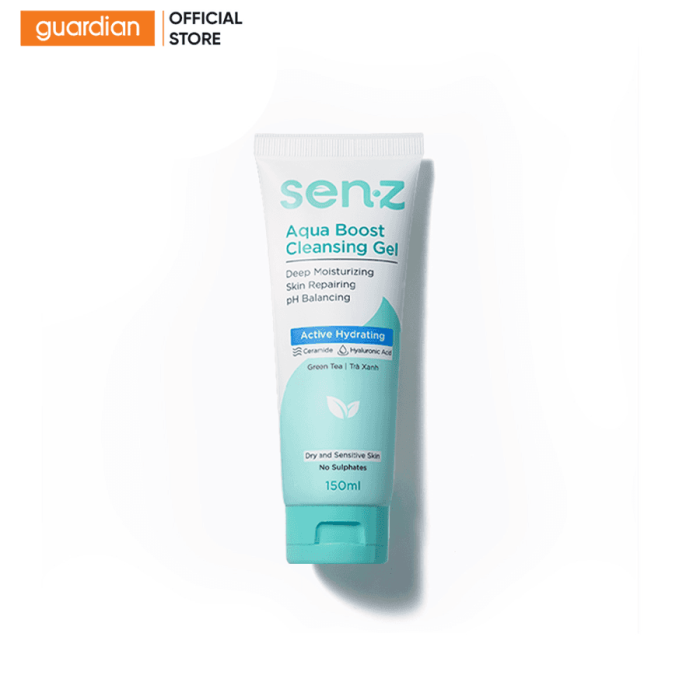 guardian
OFFICIAL
STORE
sen·z
Aqua Boost
Cleansing Gel
Deep Moisturizing
Skin Repairing
pH Balancing
Active Hydrating
Ceramide Hyaluronic Acid
Green Tea | Trà Xanh
Dry and Sensitive Skin
No Sulphates
150ml